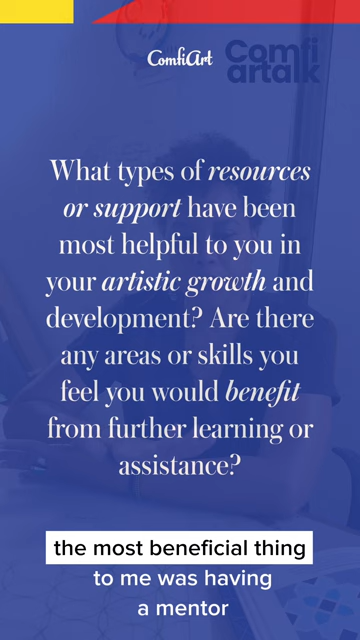 ComfiArt
Comfi
artalk
What types of resources
or support have been
most helpful to you in
your artistic growth and
development? Are there
any areas or skills you
feel you would benefit
from further learning or
assistance?
the most beneficial thing
to me was having
a mentor